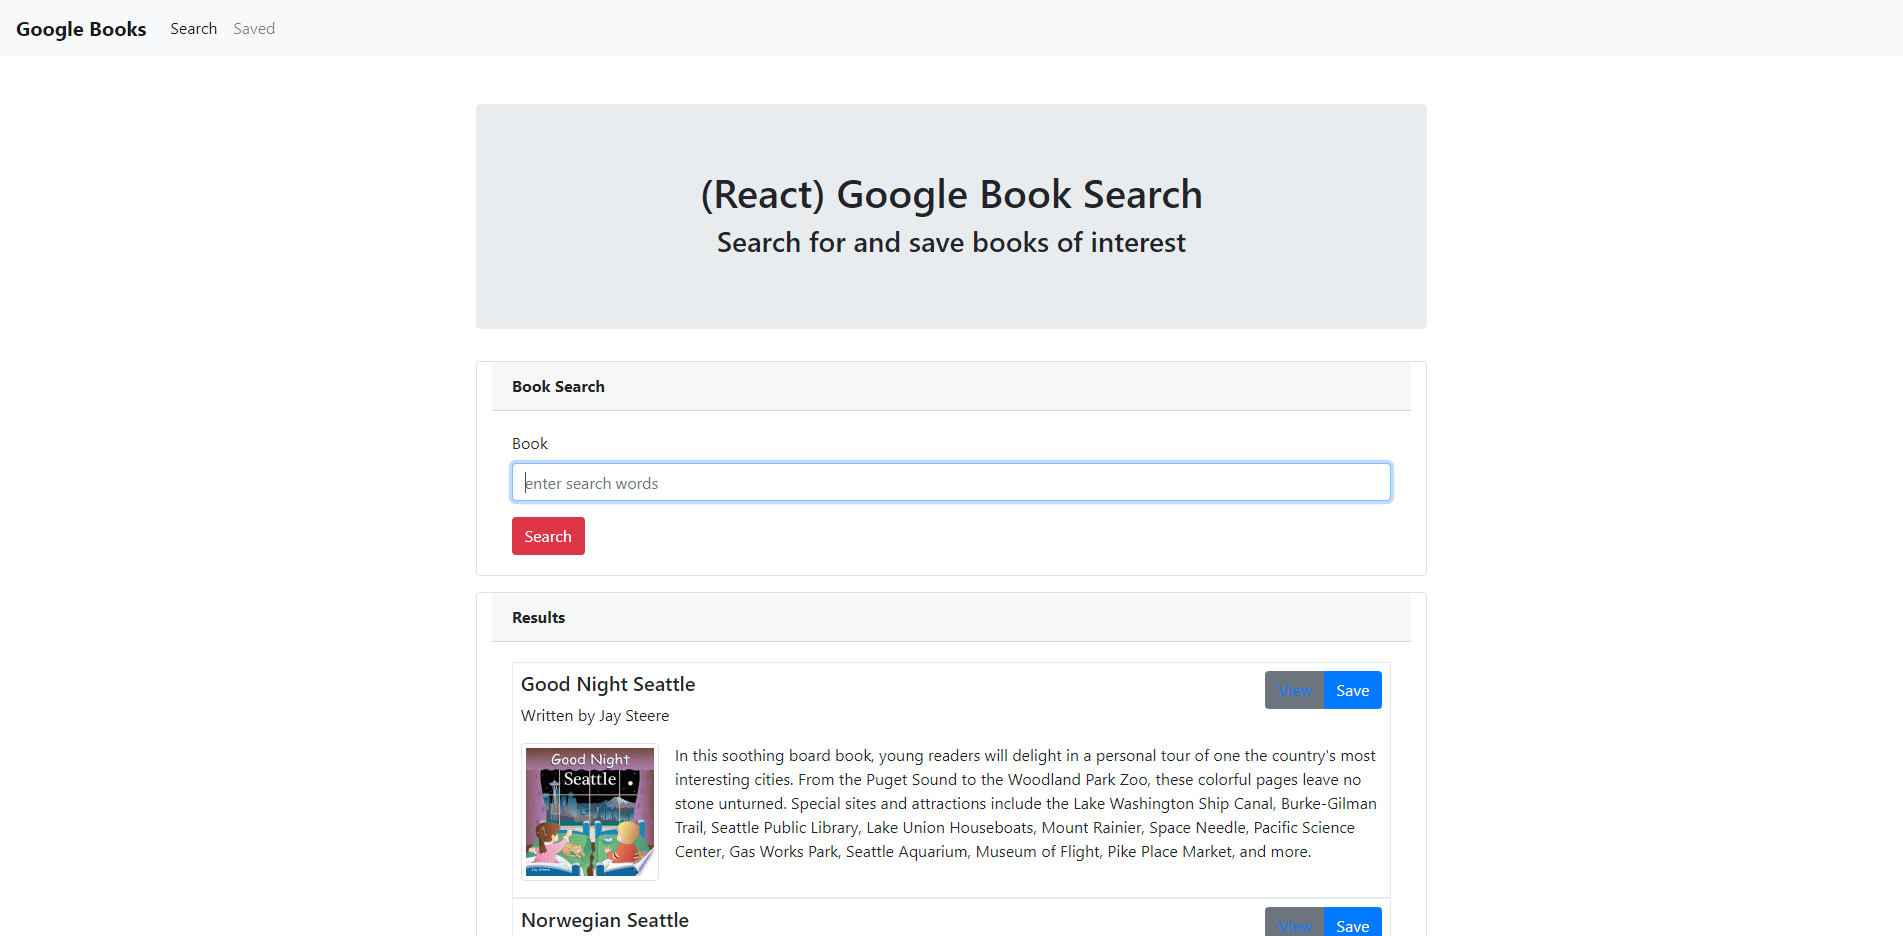 Google Books Search Saved
(React) Google Book Search
Search for and save books of interest
Book Search
Book
enter search words
Search
Results
Good Night Seattle
View Save
Written by Jay Steere
Good Night
Seattle
Jay Steere
In this soothing board book, young readers will delight in a personal tour of one the country's most
interesting cities. From the Puget Sound to the Woodland Park Zoo, these colorful pages leave no
stone unturned. Special sites and attractions include the Lake Washington Ship Canal, Burke-Gilman
Trail, Seattle Public Library, Lake Union Houseboats, Mount Rainier, Space Needle, Pacific Science
Center, Gas Works Park, Seattle Aquarium, Museum of Flight, Pike Place Market, and more.
Norwegian Seattle
View Save